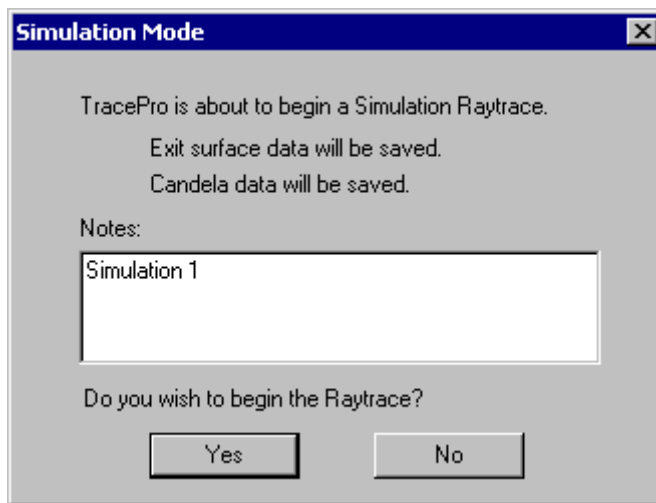 Simulation Mode
TracePro is about to begin a Simulation Raytrace.
Exit surface data will be saved.
Candela data will be saved.
Notes:
Simulation 1
Do you wish to begin the Raytrace?
Yes No